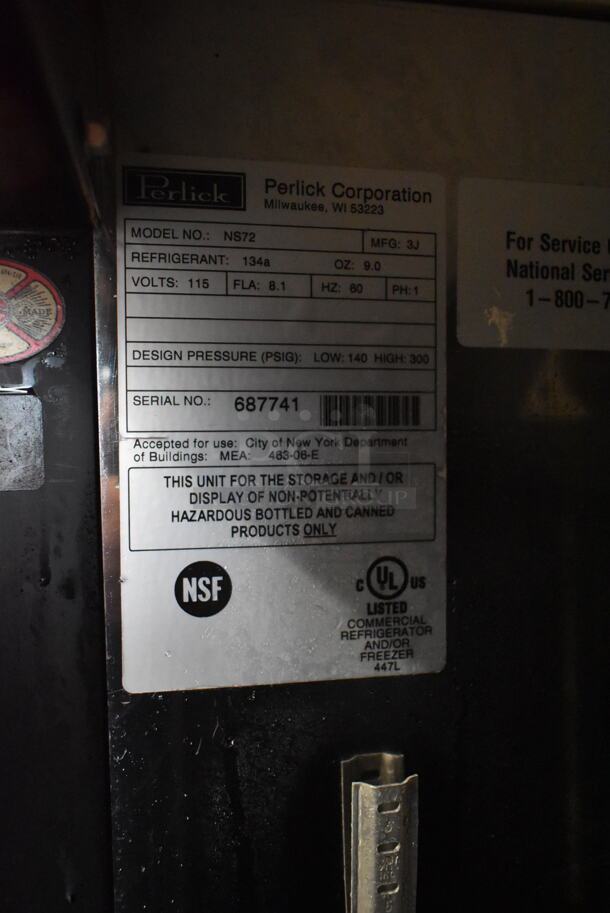 Perlick
Perlick Corporation
Milwaukee, WI 53223
MODEL NO.: NS72
MFG: 3J
REFRIGERANT: 134a OZ: 9.0
VOLTS: 115 FLA: 8.1 HZ: 60 PH: 1
DESIGN PRESSURE (PSIG): LOW: 140 HIGH: 300
SERIAL NO.: 687741
Accepted for use: City of New York Department
of Buildings: MEA: 463-06-E
THIS UNIT FOR THE STORAGE AND/OR
DISPLAY OF NON-POTENTIALLY
HAZARDOUS BOTTLED AND CANNED
PRODUCTS ONLY
NSF
C UL US
LISTED
COMMERCIAL
REFRIGERATOR
AND/OR
FREEZER
447L
For Service
National Ser
1-800-7
MADE